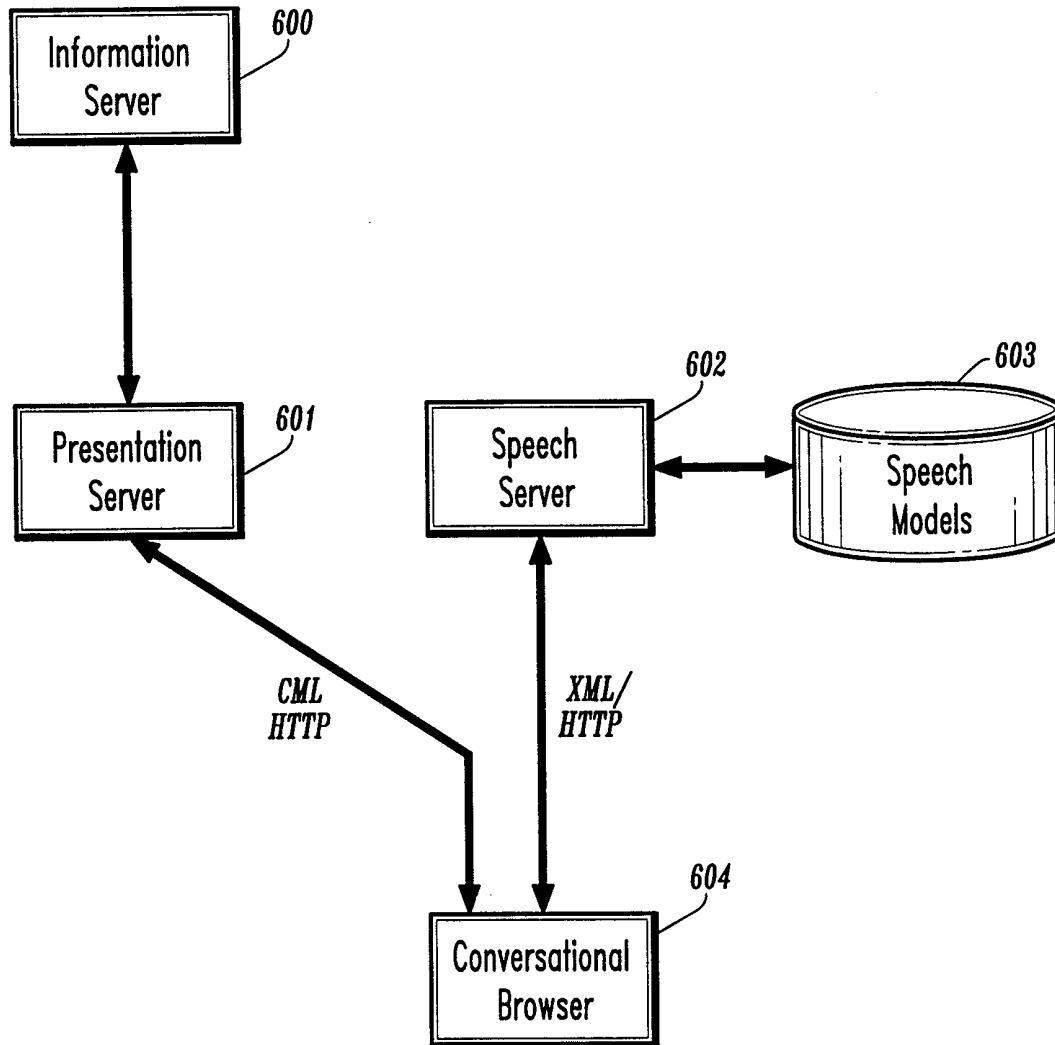 600
Information
Server
603
602
601
Presentation
Server
Speech
Server
Speech
Models
CML
HTTP
XML/
HTTP
604
Conversational
Browser